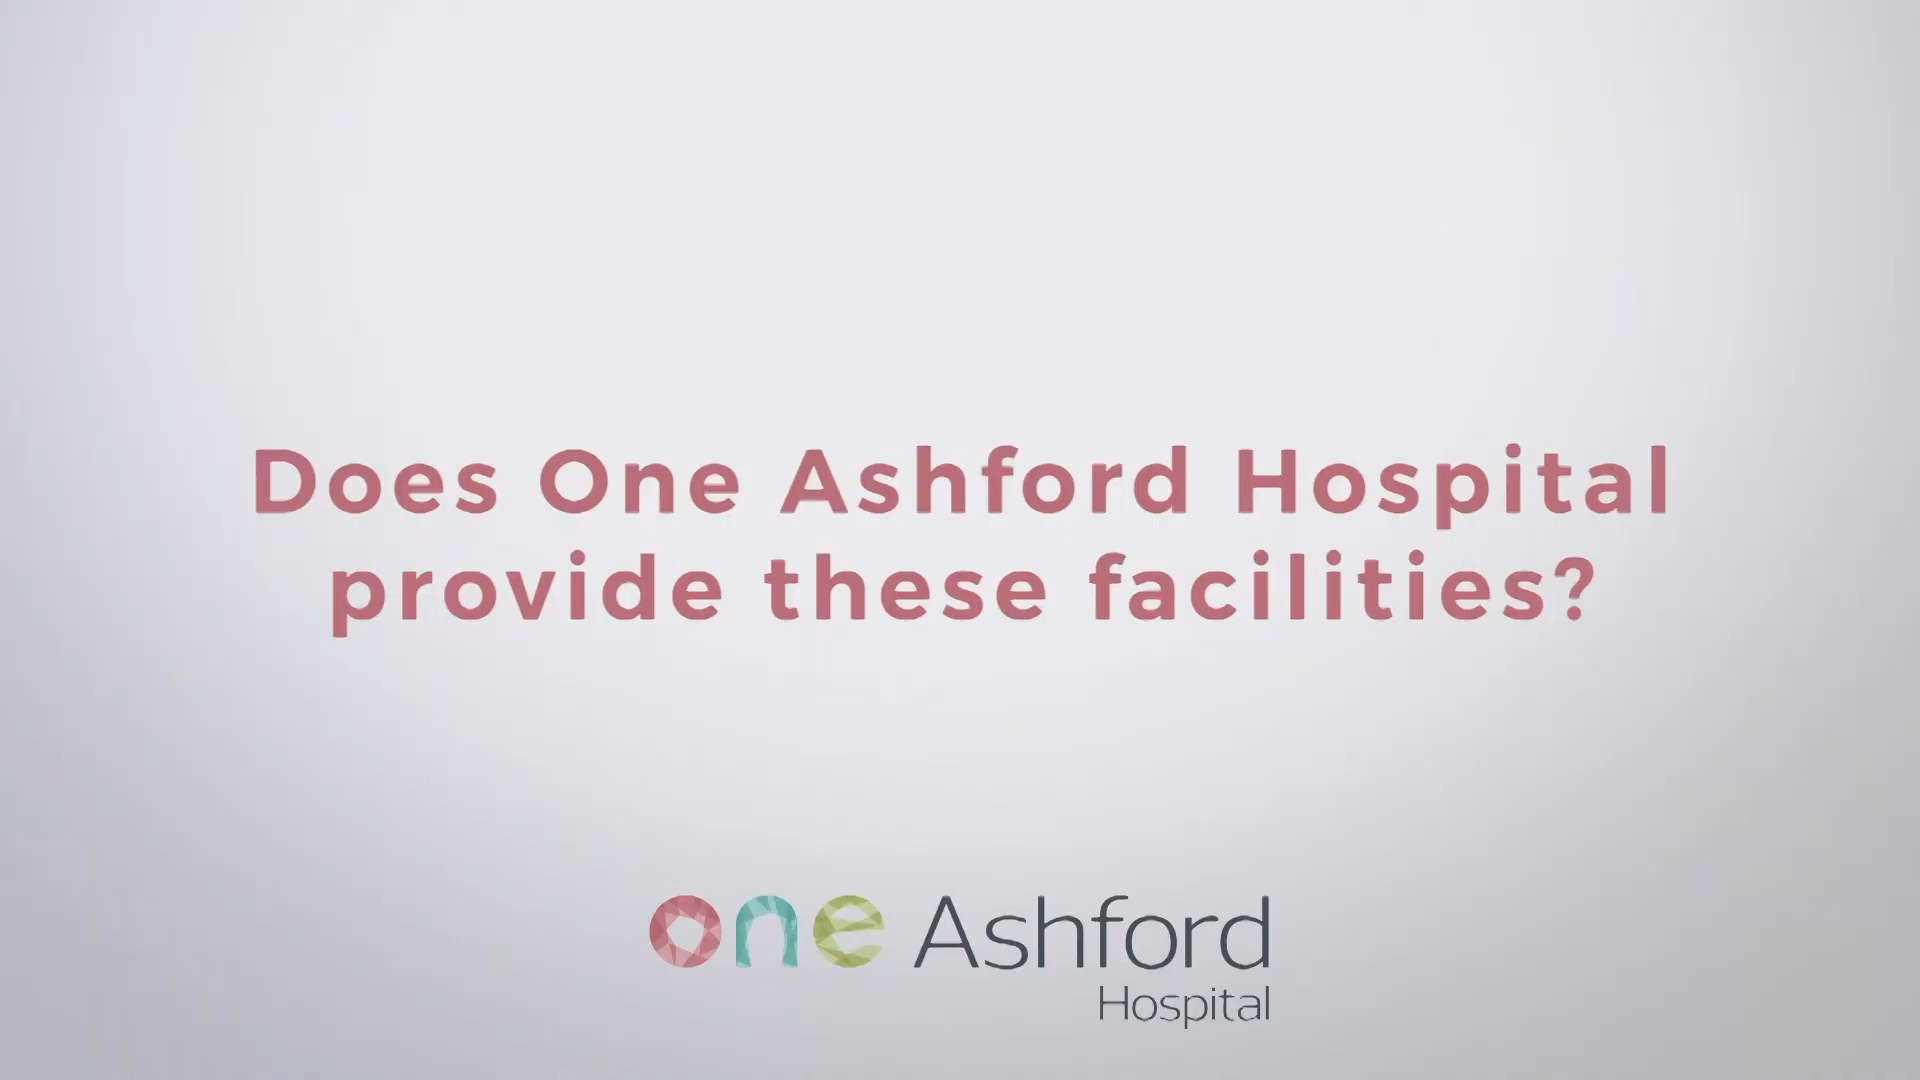 Does One Ashford Hospital
provide these facilities?
one Ashford
Hospital